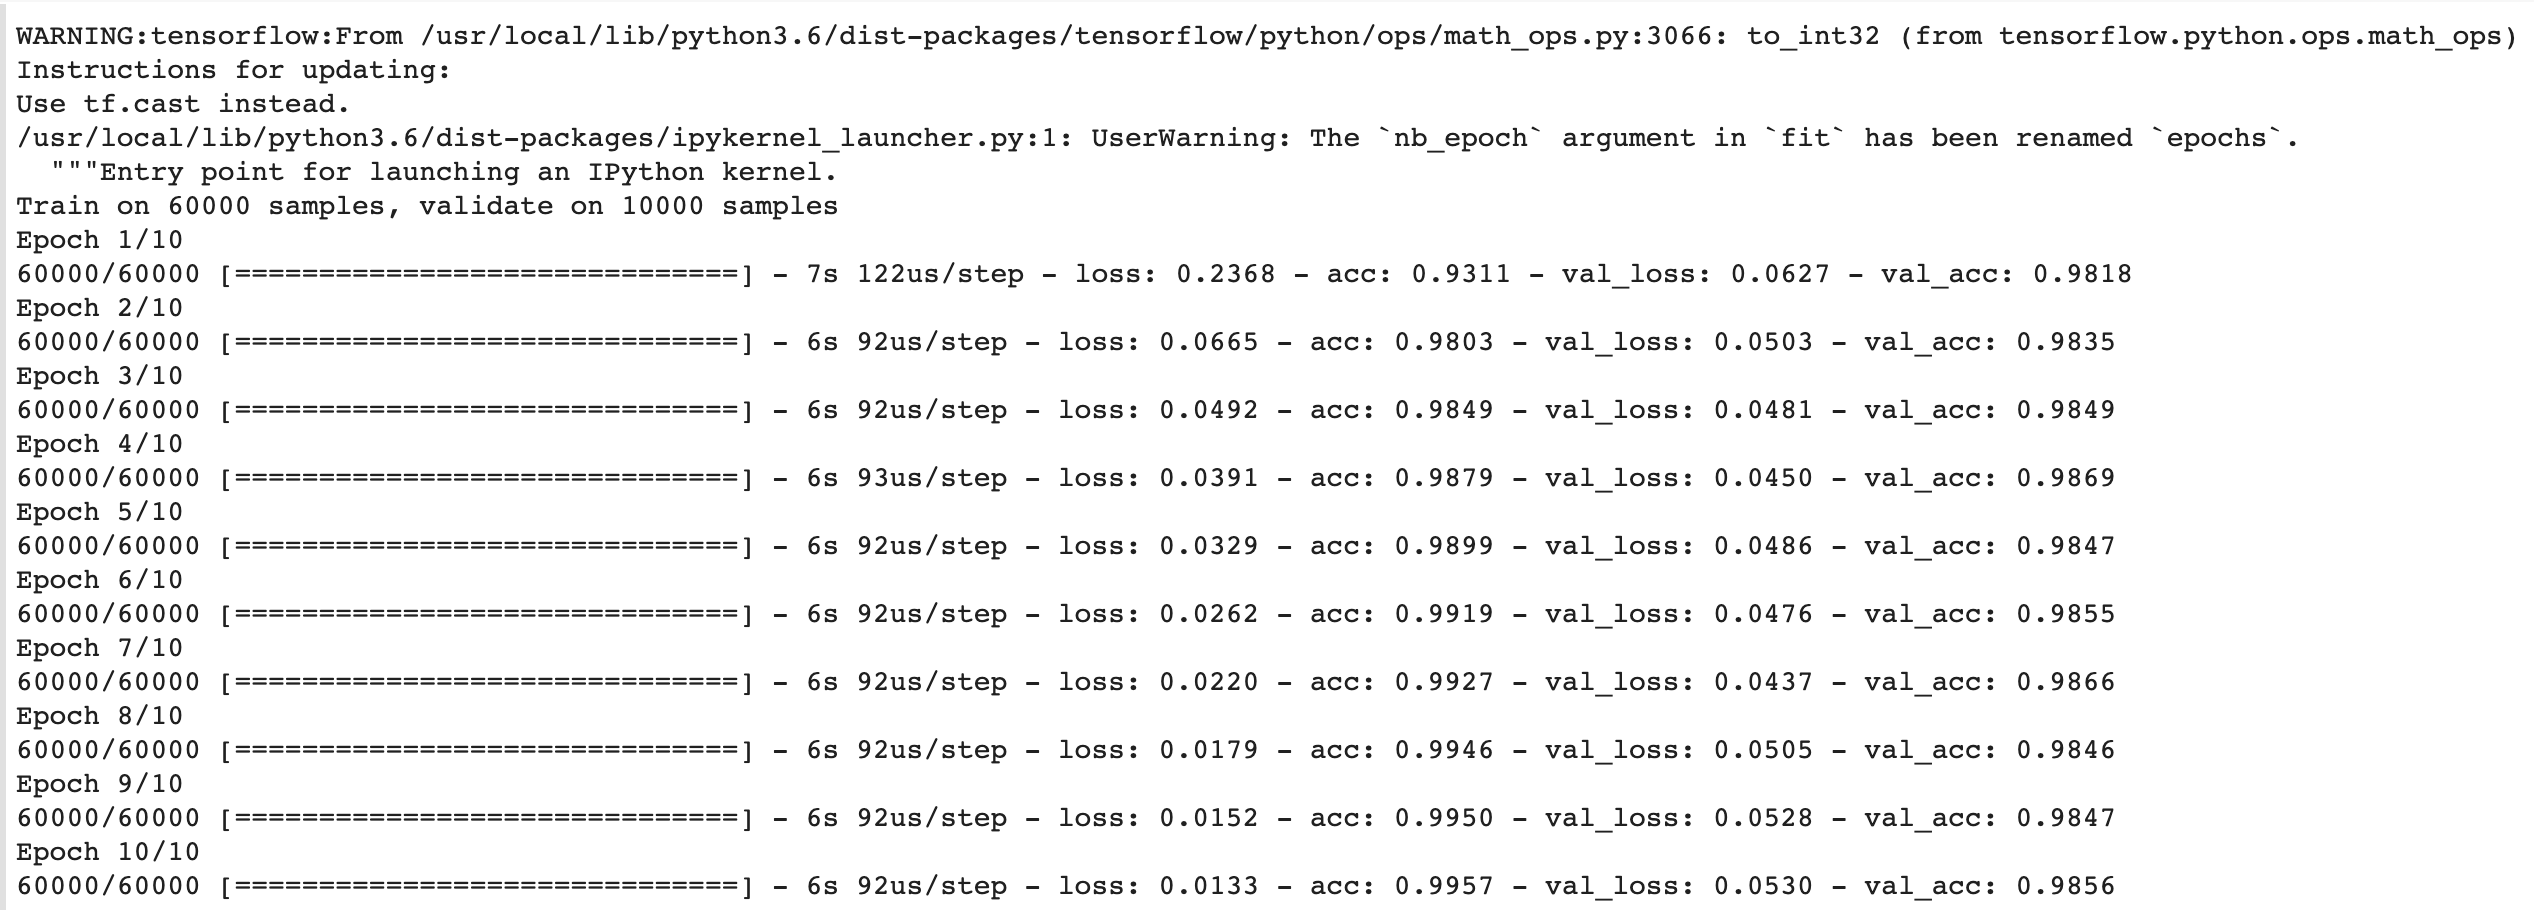 WARNING:tensorflow:From /usr/local/lib/python3.6/dist-packages/tensorflow/python/ops/math_ops.py:3066: to_int32 (from tensorflow.python.ops.math_ops)
Instructions for updating:
Use tf.cast instead.
/usr/local/lib/python3.6/dist-packages/ipykernel_launcher.py:1: UserWarning: The `nb_epoch` argument in `fit` has been renamed `epochs`.
  """Entry point for launching an IPython kernel.
Train on 60000 samples, validate on 10000 samples
Epoch 1/10
60000/60000 [==============================] - 7s 122us/step - loss: 0.2368 - acc: 0.9311 - val_loss: 0.0627 - val_acc: 0.9818
Epoch 2/10
60000/60000 [==============================] - 6s 92us/step - loss: 0.0665 - acc: 0.9803 - val_loss: 0.0503 - val_acc: 0.9835
Epoch 3/10
60000/60000 [==============================] - 6s 92us/step - loss: 0.0492 - acc: 0.9849 - val_loss: 0.0481 - val_acc: 0.9849
Epoch 4/10
60000/60000 [==============================] - 6s 93us/step - loss: 0.0391 - acc: 0.9879 - val_loss: 0.0450 - val_acc: 0.9869
Epoch 5/10
60000/60000 [==============================] - 6s 92us/step - loss: 0.0329 - acc: 0.9899 - val_loss: 0.0486 - val_acc: 0.9847
Epoch 6/10
60000/60000 [==============================] - 6s 92us/step - loss: 0.0262 - acc: 0.9919 - val_loss: 0.0476 - val_acc: 0.9855
Epoch 7/10
60000/60000 [==============================] - 6s 92us/step - loss: 0.0220 - acc: 0.9927 - val_loss: 0.0437 - val_acc: 0.9866
Epoch 8/10
60000/60000 [==============================] - 6s 92us/step - loss: 0.0179 - acc: 0.9946 - val_loss: 0.0505 - val_acc: 0.9846
Epoch 9/10
60000/60000 [==============================] - 6s 92us/step - loss: 0.0152 - acc: 0.9950 - val_loss: 0.0528 - val_acc: 0.9847
Epoch 10/10
60000/60000 [==============================] - 6s 92us/step - loss: 0.0133 - acc: 0.9957 - val_loss: 0.0530 - val_acc: 0.9856